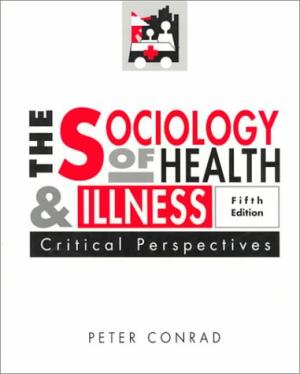 THE SOCIOLOGY
OF HEALTH
& ILLNESS
Fifth
Edition
Critical Perspectives
PETER CONRAD